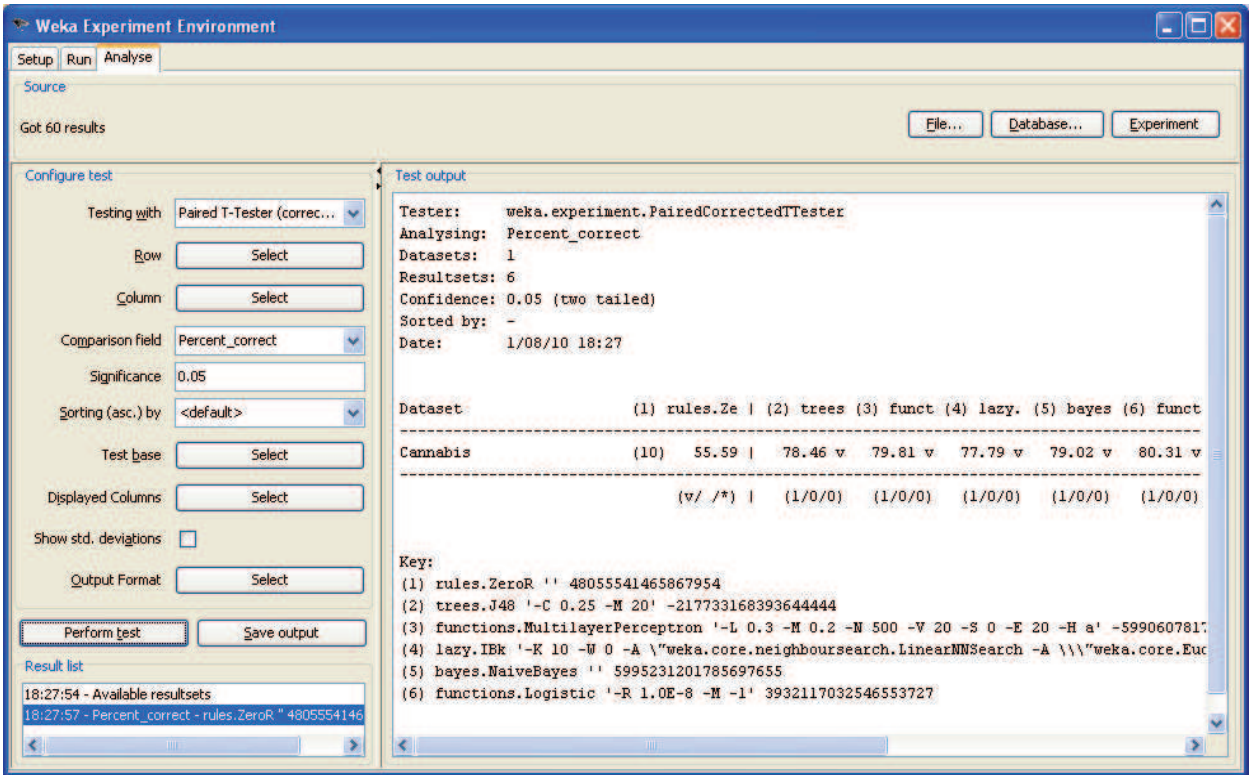 Weka Experiment Environment
Setup Run Analyse
Source
Got 60 results
File... Database... Experiment
Configure test
Testing with Paired T-Tester (correc...
Row Select
Column Select
Comparison field Percent_correct
Significance 0.05
Sorting (asc.) by <default>
Test base Select
Displayed Columns Select
Show std. deviations
Output Format Select
Perform test Save output
Result list
18:27:54 - Available resultsets
18:27:57 - Percent_correct - rules.ZeroR '' 4805554146
Test output
Tester: weka.experiment.PairedCorrectedTTester
Analysing: Percent_correct
Datasets: 1
Resultsets: 6
Confidence: 0.05 (two tailed)
Sorted by: -
Date: 1/08/10 18:27
Dataset (1) rules.Ze | (2) trees (3) funct (4) lazy. (5) bayes (6) funct
--------------------------------------------------------------------------------
Cannabis (10) 55.59 | 78.46 v 79.81 v 77.79 v 79.02 v 80.31 v
--------------------------------------------------------------------------------
(v/ /*) | (1/0/0) (1/0/0) (1/0/0) (1/0/0) (1/0/0)
Key:
(1) rules.ZeroR '' 48055541465867954
(2) trees.J48 '-C 0.25 -M 20' -217733168393644444
(3) functions.MultilayerPerceptron '-L 0.3 -M 0.2 -N 500 -V 20 -S 0 -E 20 -H a' -5990607817
(4) lazy.IBk '-K 10 -W 0 -A \"weka.core.neighboursearch.LinearNNSearch -A \\\"weka.core.Euc
(5) bayes.NaiveBayes '' 5995231201785697655
(6) functions.Logistic '-R 1.0E-8 -M -1' 3932117032546553727